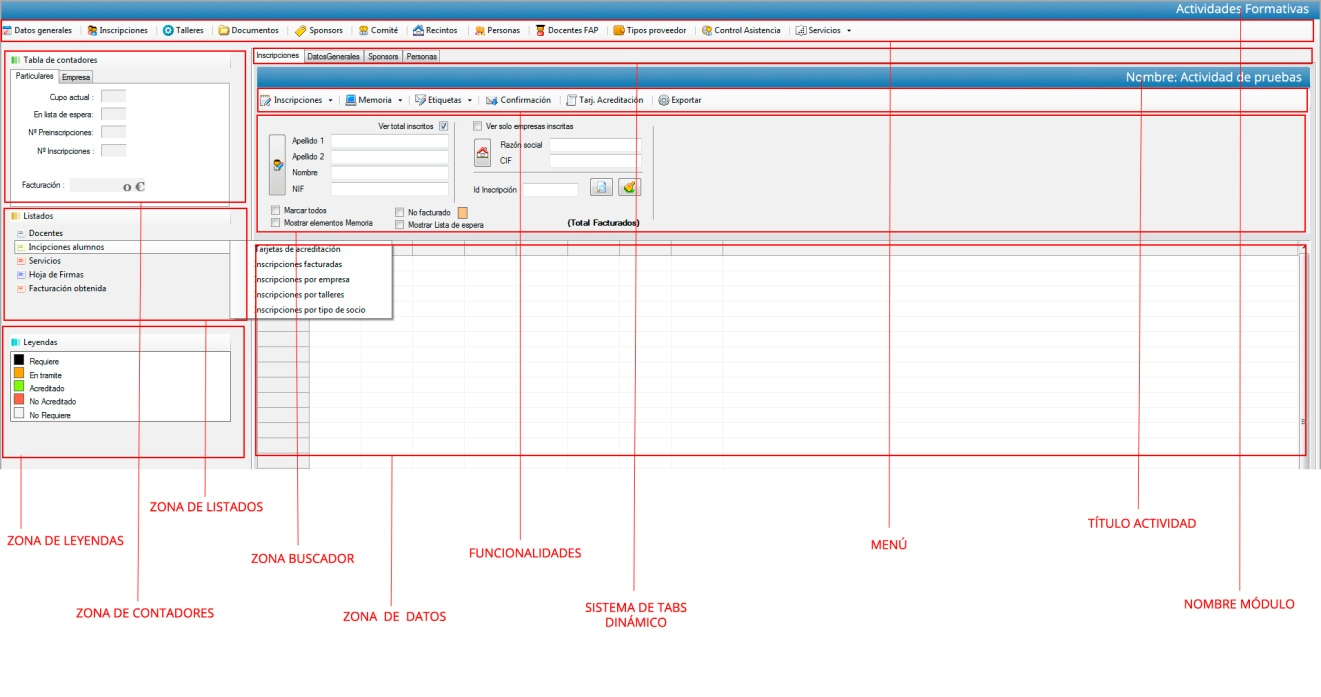 Actividades Formativas
Datos generales Inscripciones Talleres Documentos Sponsors Comité Recintos Personas Docentes FAP Tipos proveedor Control Asistencia Servicios
Tabla de contadores
Particulares Empresa
Cupo actual :
En lista de espera:
Nº Preinscripciones:
Nº Inscripciones :
Facturación : 0 €
Listados
Docentes
Incipciones alumnos
Servicios
Hoja de Firmas
Facturación obtenida
Leyendas
Requiere
En tramite
Acreditado
No Acreditado
No Requiere
Inscripciones DatosGenerales Sponsors Personas
Nombre: Actividad de pruebas
Inscripciones Memoria Etiquetas Confirmación Tarj. Acreditación Exportar
Ver total inscritos
Apellido 1
Apellido 2
Nombre
NIF
Ver solo empresas inscritas
Razón social
CIF
Id Inscripción
Marcar todos
Mostrar elementos Memoria
No facturado
Mostrar Lista de espera
(Total Facturados)
Tarjetas de acreditación
Inscripciones facturadas
Inscripciones por empresa
Inscripciones por talleres
Inscripciones por tipo de socio
ZONA DE LISTADOS
ZONA DE LEYENDAS
ZONA BUSCADOR
FUNCIONALIDADES
MENÚ
TÍTULO ACTIVIDAD
ZONA DE CONTADORES
ZONA DE DATOS
SISTEMA DE TABS
DINÁMICO
NOMBRE MÓDULO